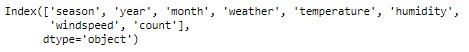 Index(['season', 'year', 'month', 'weather', 'temperature', 'humidity',
'windspeed', 'count'],
dtype='object')